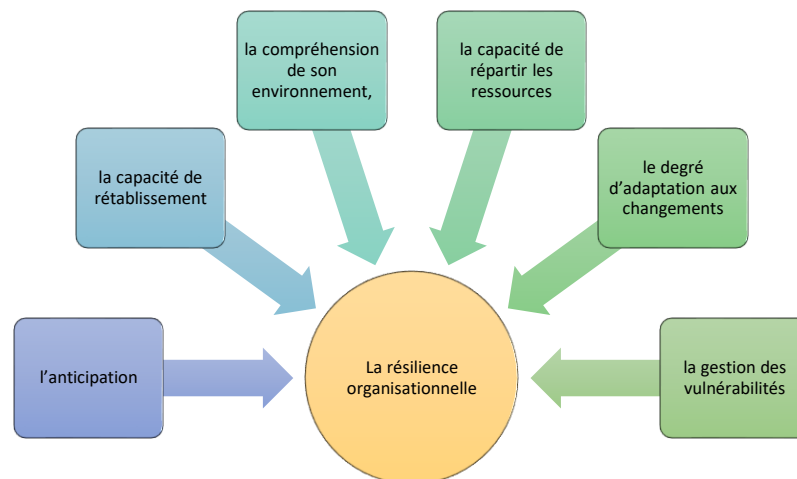 la compréhension
de son
environnement,
la capacité de
répartir les
ressources
la capacité de
rétablissement
le degré
d’adaptation aux
changements
l’anticipation
La résilience
organisationnelle
la gestion des
vulnérabilités